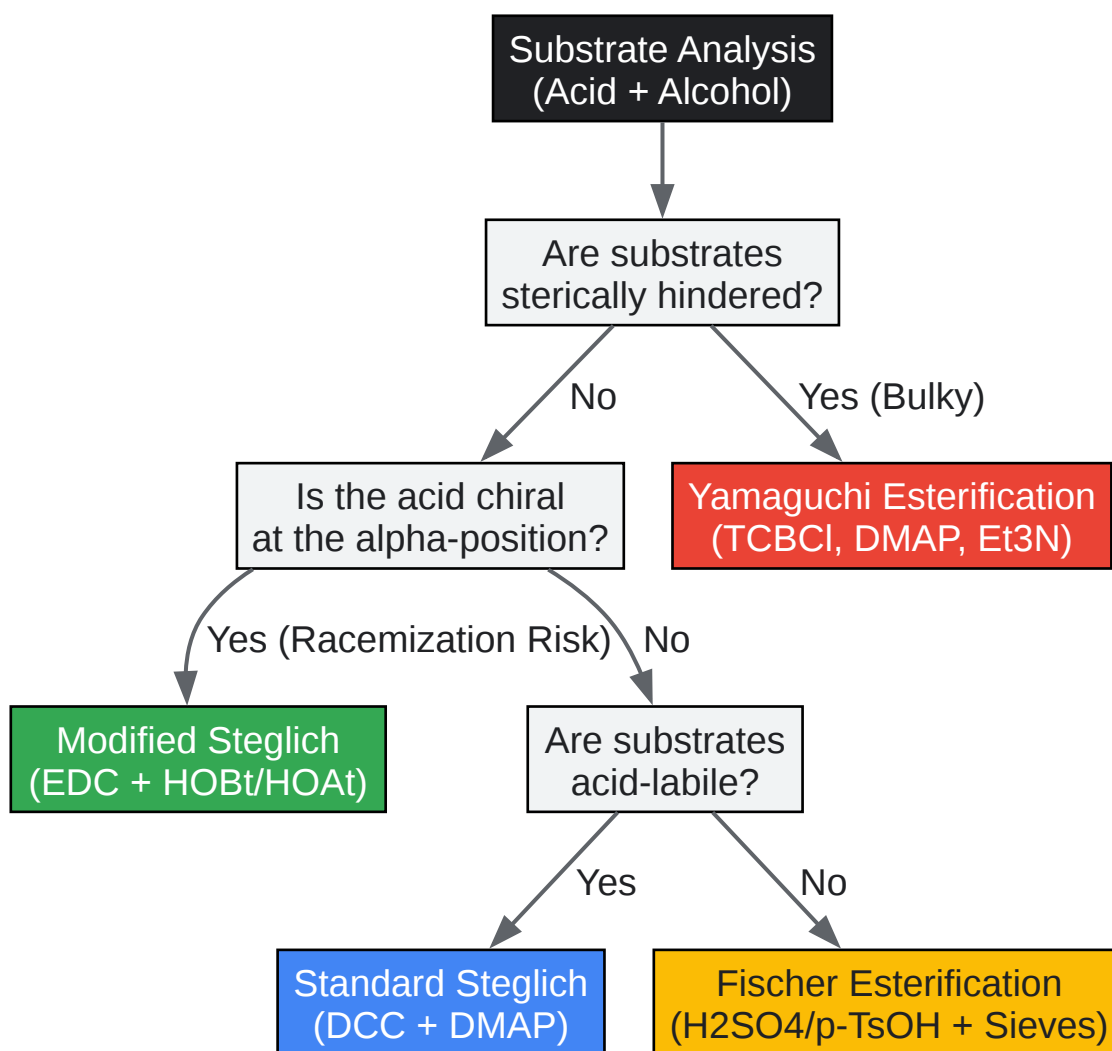 Substrate Analysis
(Acid + Alcohol)
Are substrates
sterically hindered?
No
Yes (Bulky)
Is the acid chiral
at the alpha-position?
Yamaguchi Esterification
(TCBCl, DMAP, Et3N)
Yes (Racemization Risk)
No
Modified Steglich
(EDC + HOBt/HOAt)
Are substrates
acid-labile?
Yes
No
Standard Steglich
(DCC + DMAP)
Fischer Esterification
(H2SO4/p-TsOH + Sieves)